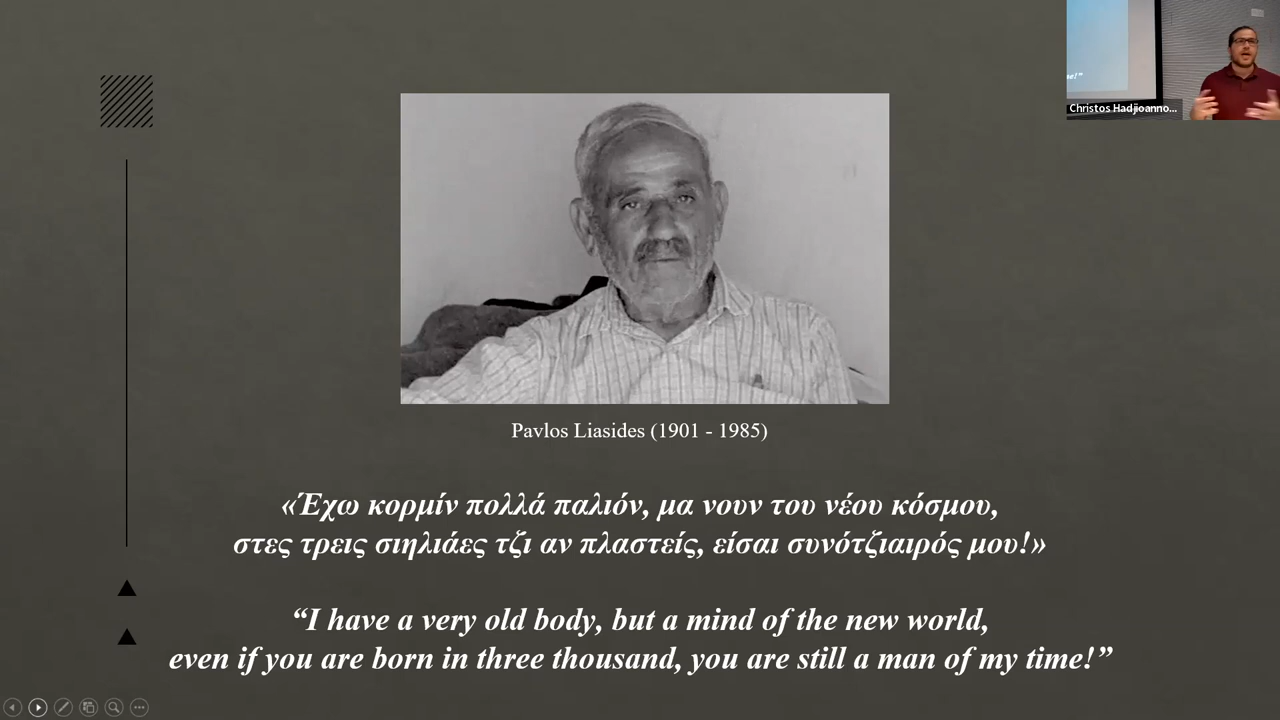 !”
Christos Hadjioanno...
Pavlos Liasides (1901 - 1985)
«Έχω κορμίν πολλά παλιόν, μα νουν του νέου κόσμου,
στες τρεις σιηλιάες τζι αν πλαστείς, είσαι συνότζιαιρός μου!»
“I have a very old body, but a mind of the new world,
even if you are born in three thousand, you are still a man of my time!”